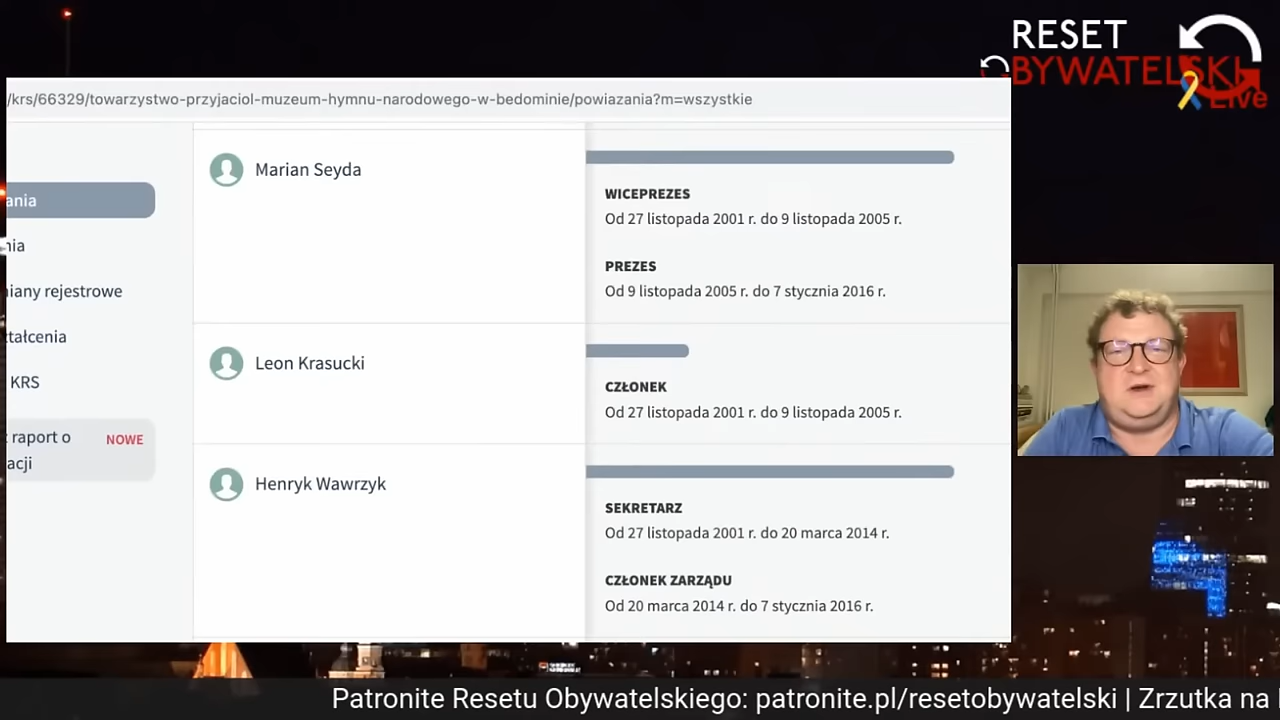 RESET
OBYWATELSKI
Live
/krs/66329/towarzystwo-przyjaciol-muzeum-hymnu-narodowego-w-bedominie/powiazania?m=wszystkie
Marian Seyda
WICEPREZES
Od 27 listopada 2001 r. do 9 listopada 2005 r.
PREZES
Od 9 listopada 2005 r. do 7 stycznia 2016 r.
Leon Krasucki
CZŁONEK
Od 27 listopada 2001 r. do 9 listopada 2005 r.
Henryk Wawrzyk
SEKRETARZ
Od 27 listopada 2001 r. do 20 marca 2014 r.
CZŁONEK ZARZĄDU
Od 20 marca 2014 r. do 7 stycznia 2016 r.
ania
nia
iany rejestrowe
tałcenia
KRS
raport o
NOWE
acji
Patronite Resetu Obywatelskiego: patronite.pl/resetobywatelski | Zrzutka na